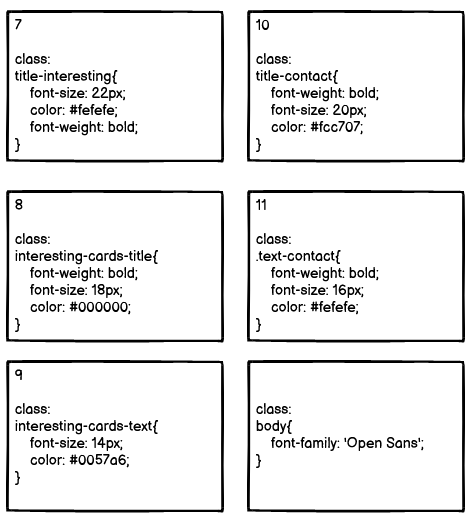 7
class:
title-interesting{
font-size: 22px;
color: #fefefe;
font-weight: bold;
}
10
class:
title-contact{
font-weight: bold;
font-size: 20px;
color: #fcc707;
}
8
class:
interesting-cards-title{
font-weight: bold;
font-size: 18px;
color: #000000;
}
11
class:
.text-contact{
font-weight: bold;
font-size: 16px;
color: #fefefe;
}
9
class:
interesting-cards-text{
font-size: 14px;
color: #0057a6;
}
class:
body{
font-family: 'Open Sans';
}